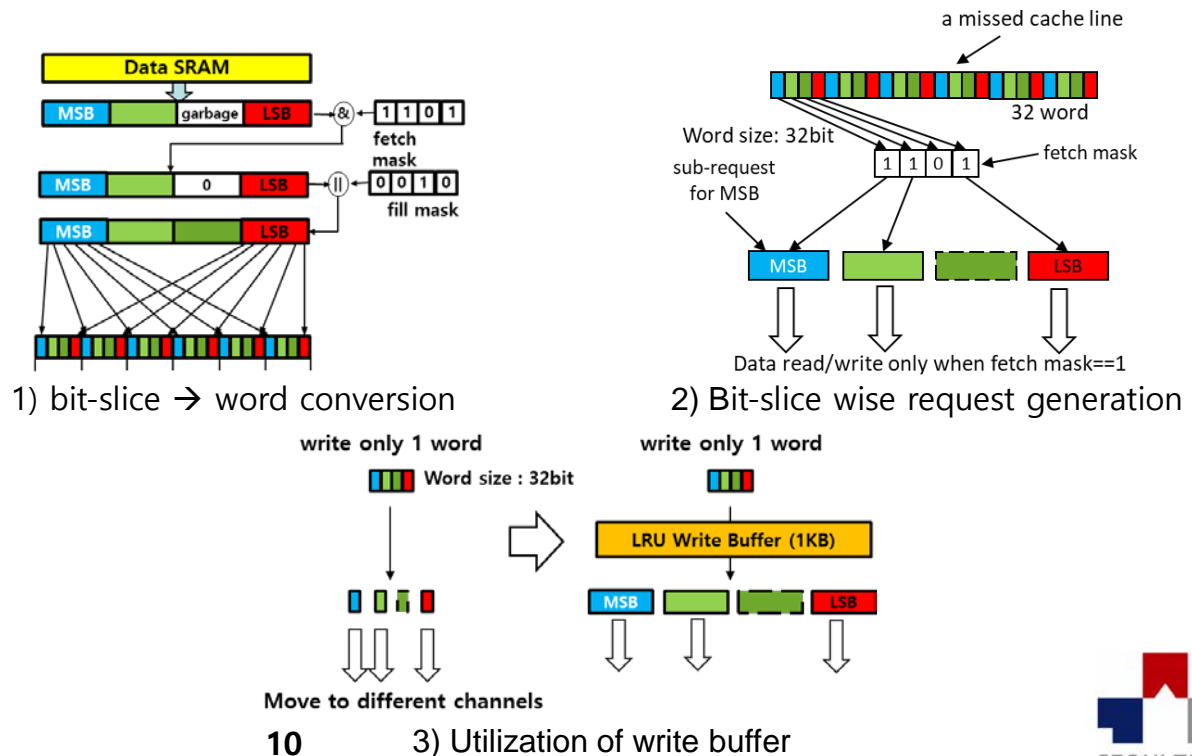 Data SRAM
MSB garbage LSB & 1 1 0 1
fetch
mask
MSB 0 LSB || 0 0 1 0
fill mask
MSB LSB
1) bit-slice → word conversion
a missed cache line
32 word
Word size: 32bit
1 1 0 1
fetch mask
sub-request
for MSB
MSB LSB
Data read/write only when fetch mask==1
2) Bit-slice wise request generation
write only 1 word
Word size : 32bit
Move to different channels
write only 1 word
LRU Write Buffer (1KB)
MSB LSB
10 3) Utilization of write buffer